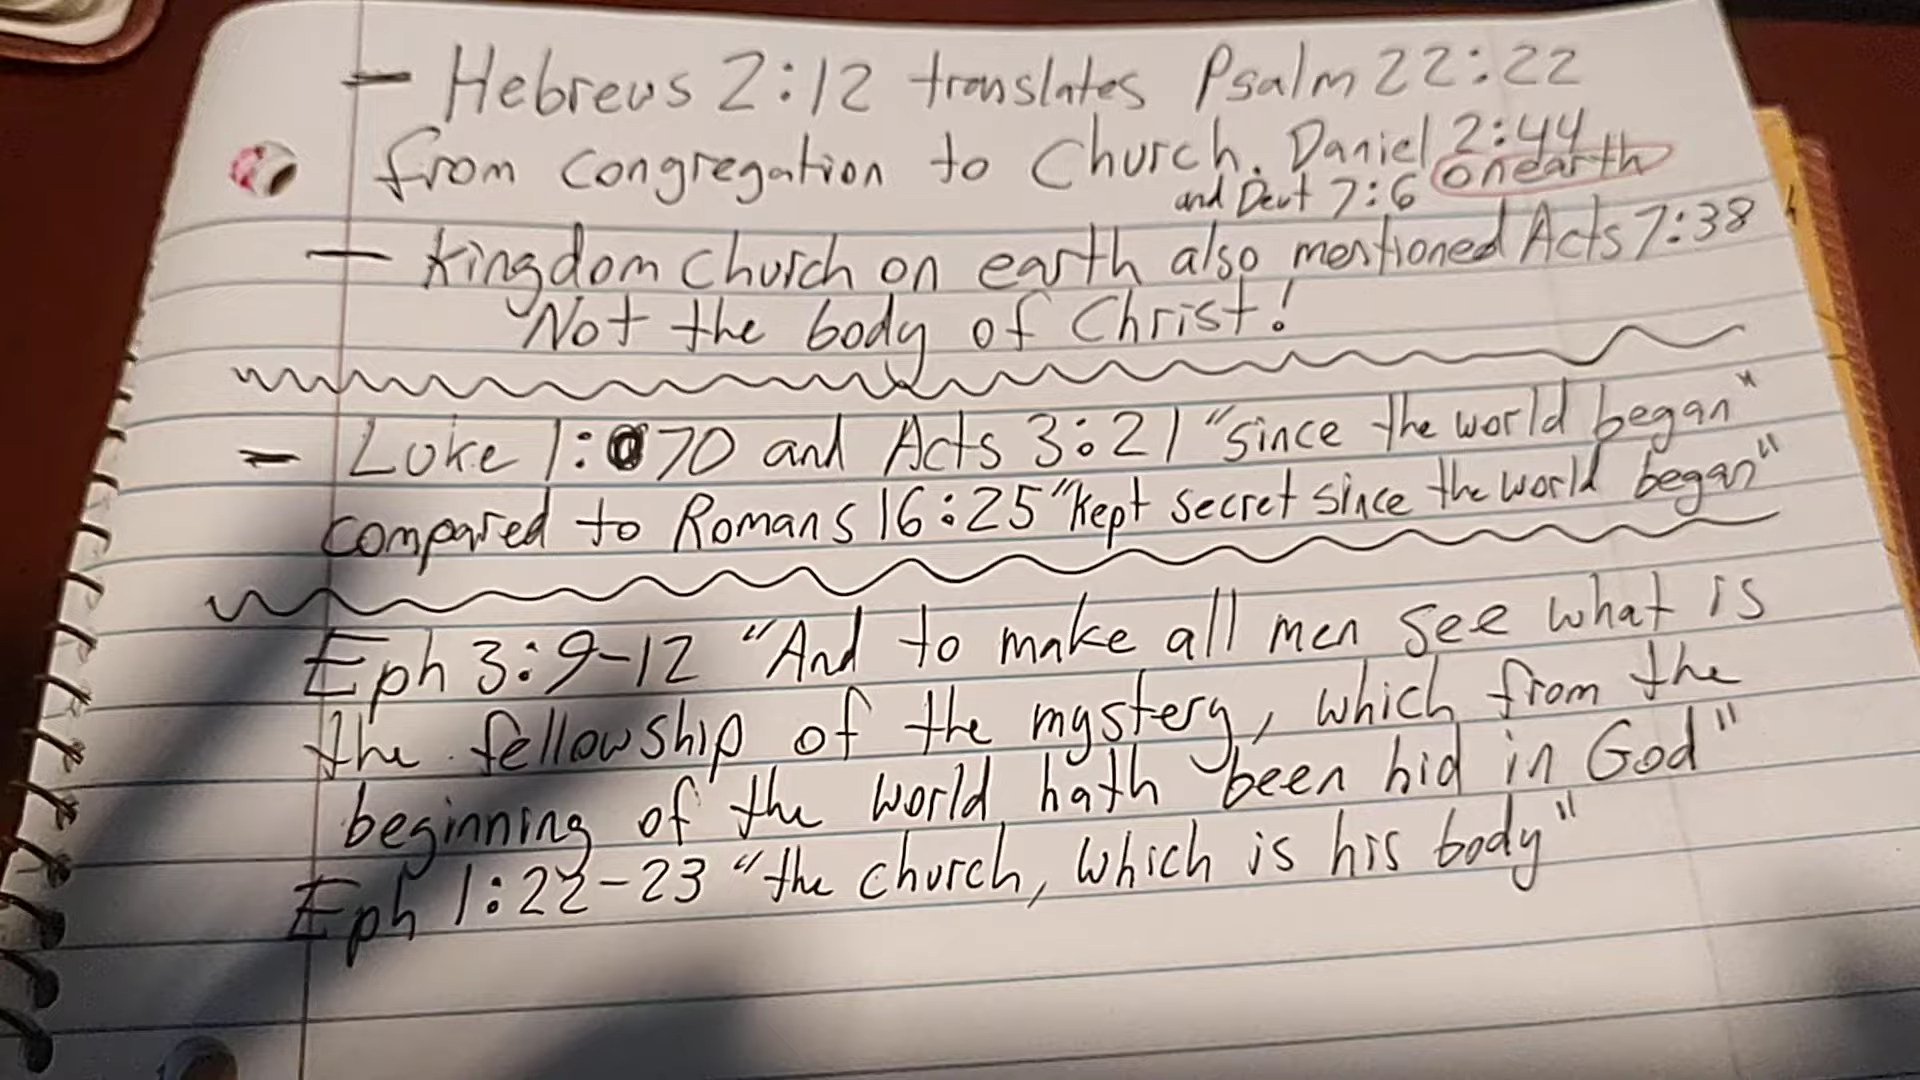 — Hebrews 2:12 translates Psalm 22:22
from congregation to Church. Daniel 2:44
and Deut 7:6 on earth
— Kingdom church on earth also mentioned Acts 7:38
Not the body of Christ!
- Luke 1:70 and Acts 3:21 "since the world began"
compared to Romans 16:25 "kept secret since the world began"
Eph 3:9-12 "And to make all men see what is
the fellowship of the mystery, which from the
beginning of the world hath been hid in God"
Eph 1:22-23 "the church, which is his body"